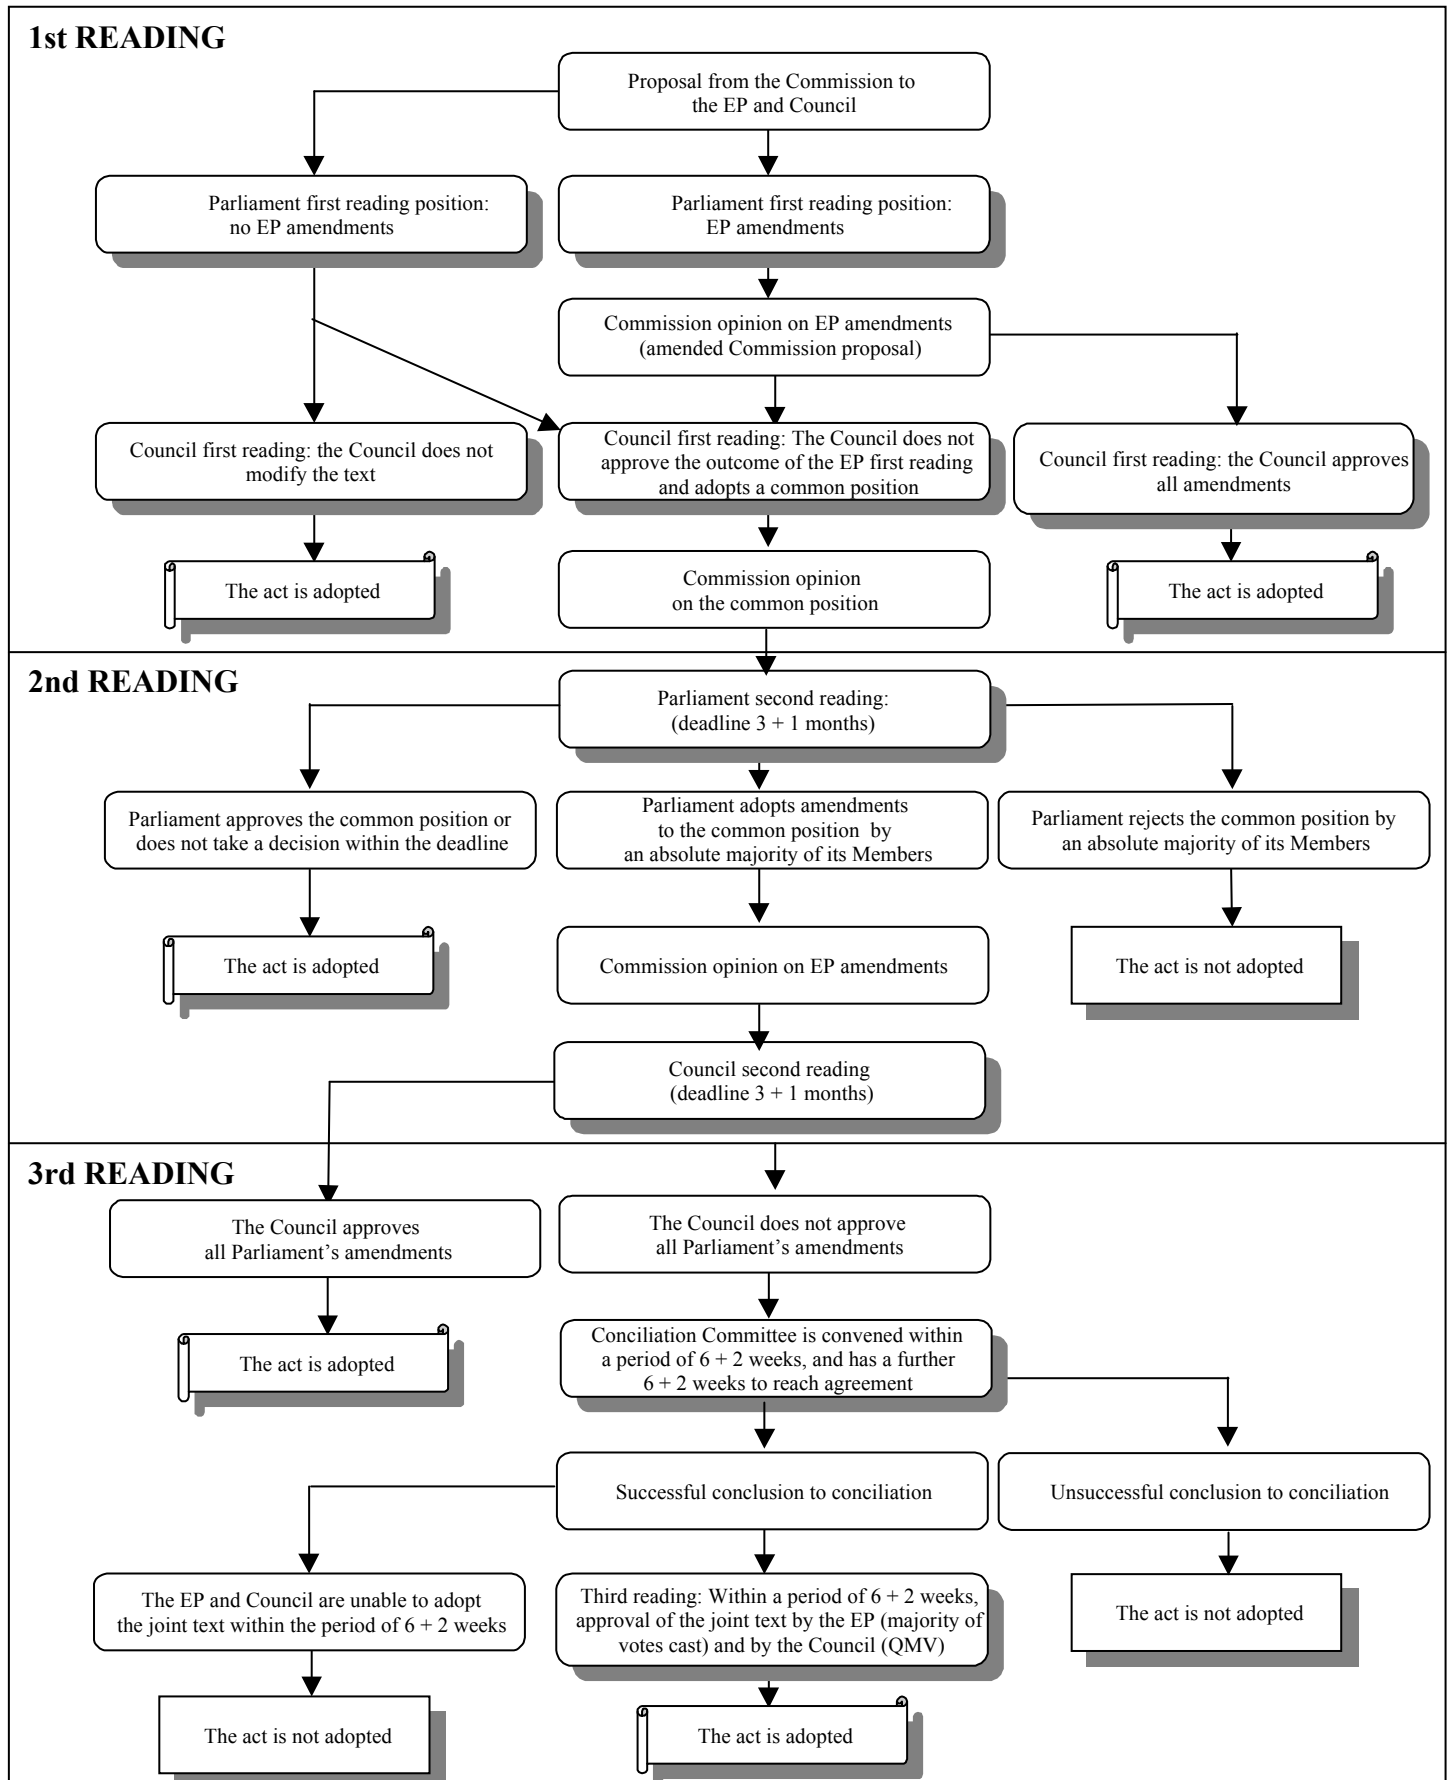 1st READING
Proposal from the Commission to
the EP and Council
Parliament first reading position:
no EP amendments
Parliament first reading position:
EP amendments
Commission opinion on EP amendments
(amended Commission proposal)
Council first reading: the Council does not
modify the text
Council first reading: The Council does not
approve the outcome of the EP first reading
and adopts a common position
Council first reading: the Council approves
all amendments
The act is adopted
Commission opinion
on the common position
The act is adopted
2nd READING
Parliament second reading:
(deadline 3 + 1 months)
Parliament approves the common position or
does not take a decision within the deadline
Parliament adopts amendments
to the common position by
an absolute majority of its Members
Parliament rejects the common position by
an absolute majority of its Members
The act is adopted
Commission opinion on EP amendments
The act is not adopted
Council second reading
(deadline 3 + 1 months)
3rd READING
The Council approves
all Parliament’s amendments
The Council does not approve
all Parliament’s amendments
The act is adopted
Conciliation Committee is convened within
a period of 6 + 2 weeks, and has a further
6 + 2 weeks to reach agreement
Successful conclusion to conciliation
Unsuccessful conclusion to conciliation
The EP and Council are unable to adopt
the joint text within the period of 6 + 2 weeks
Third reading: Within a period of 6 + 2 weeks,
approval of the joint text by the EP (majority of
votes cast) and by the Council (QMV)
The act is not adopted
The act is not adopted
The act is adopted